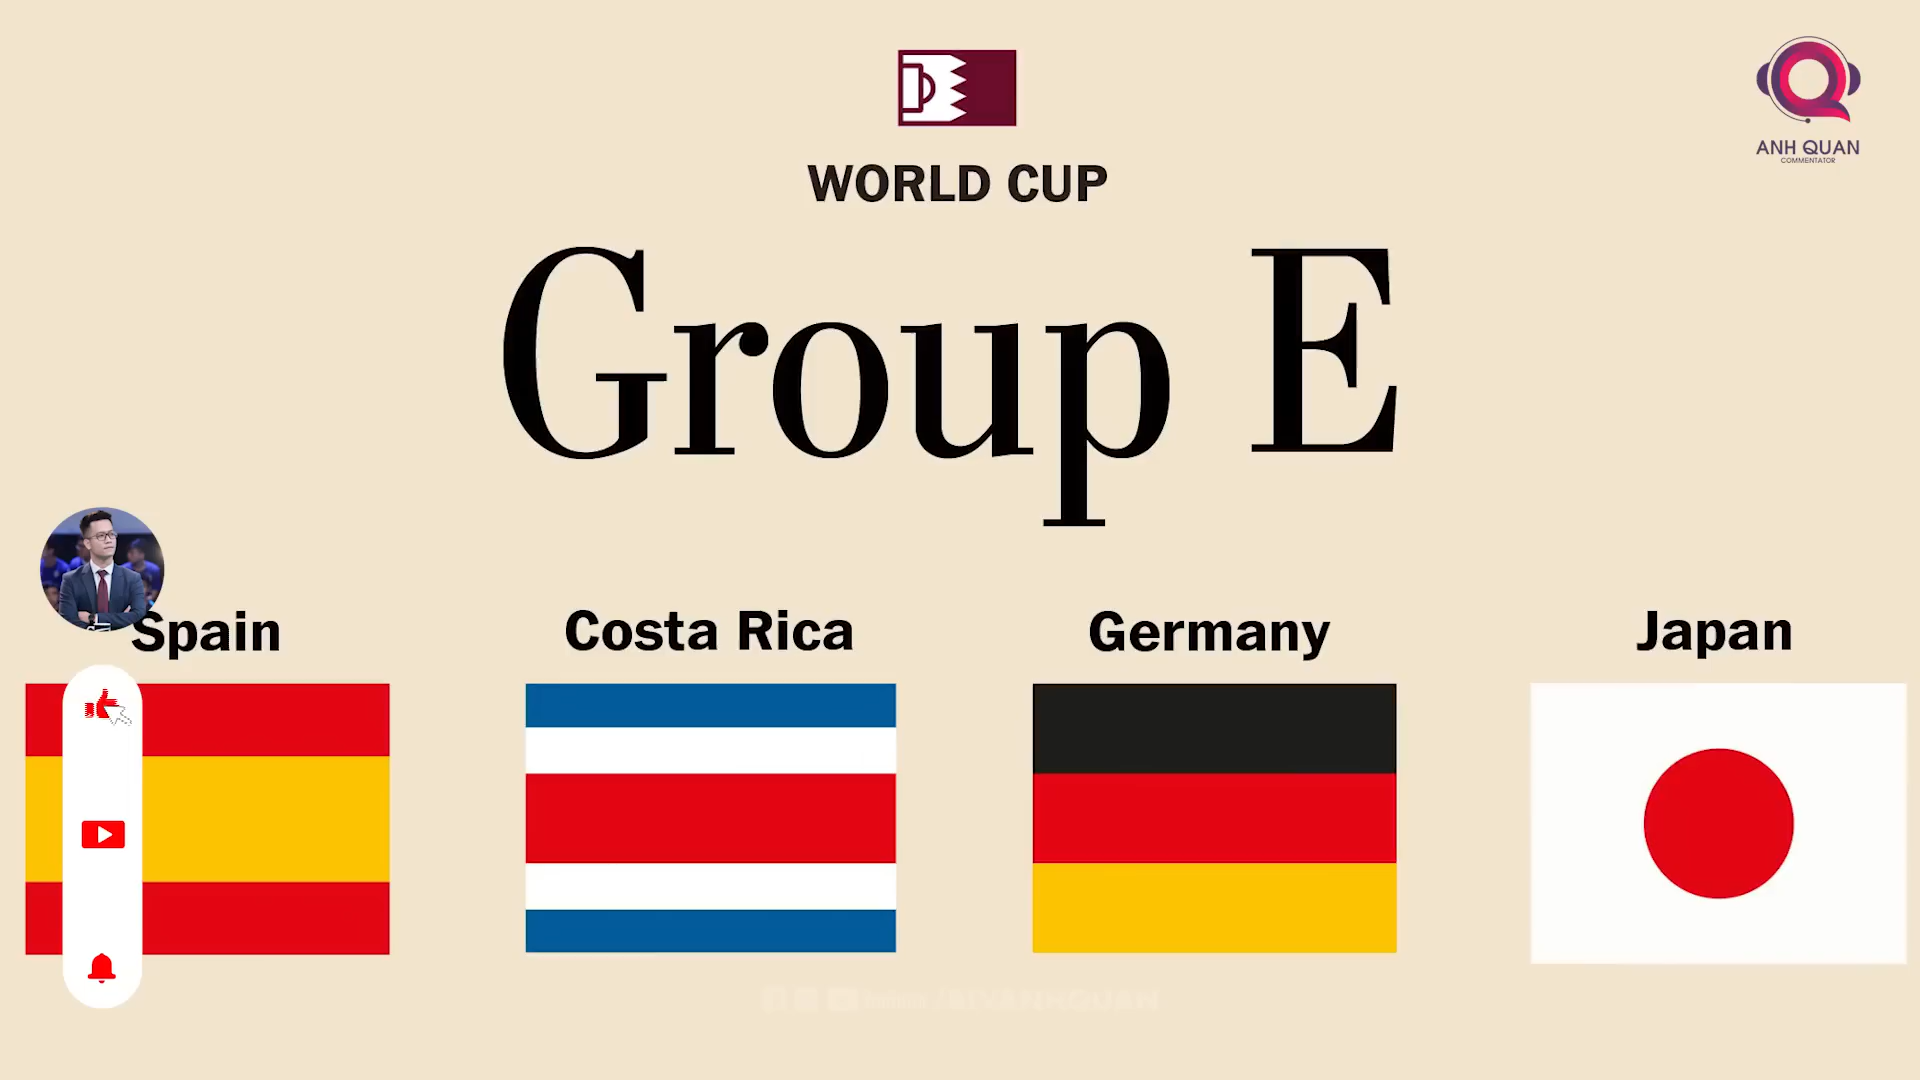 ANH QUAN
COMMENTATOR
WORLD CUP
Group E
Spain
Costa Rica
Germany
Japan